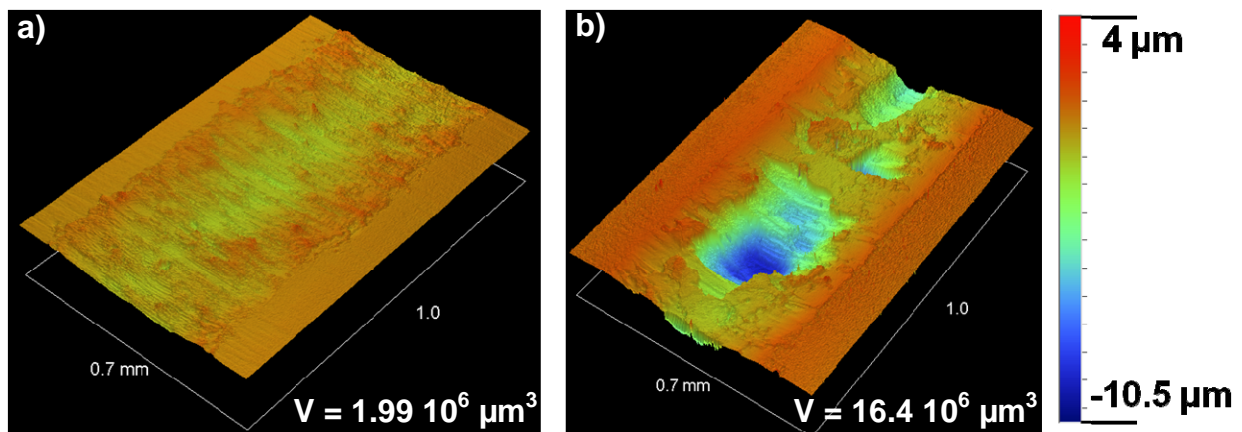 a)
0.7 mm
1.0
V = 1.99 10⁶ µm³
b)
0.7 mm
1.0
V = 16.4 10⁶ µm³
4 µm
-10.5 µm